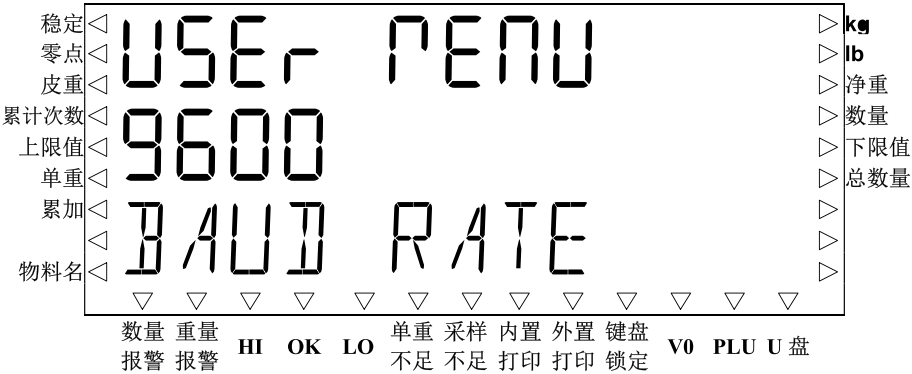 稳定
零点
皮重
累计次数
上限值
单重
累加
物料名
USEr MENU
9600
BAUD RATE
kg
lb
净重
数量
下限值
总数量
数量 重量 HI OK LO 单重 采样 内置 外置 键盘 V0 PLU U 盘
报警 报警 不足 不足 打印 打印 锁定